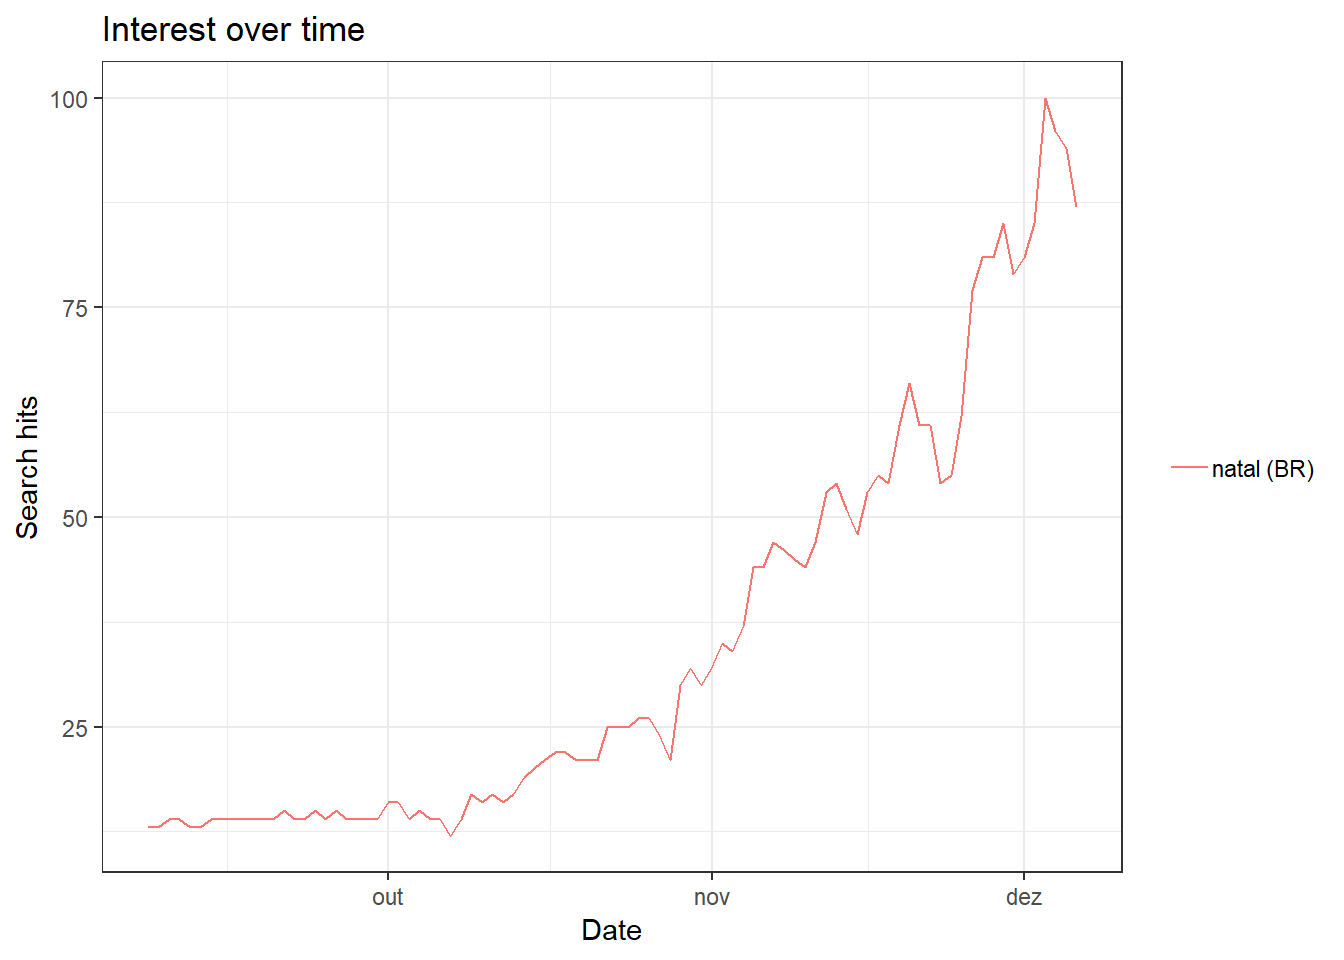 Interest over time
100
75
50
25
Search hits
out nov dez
Date
natal (BR)